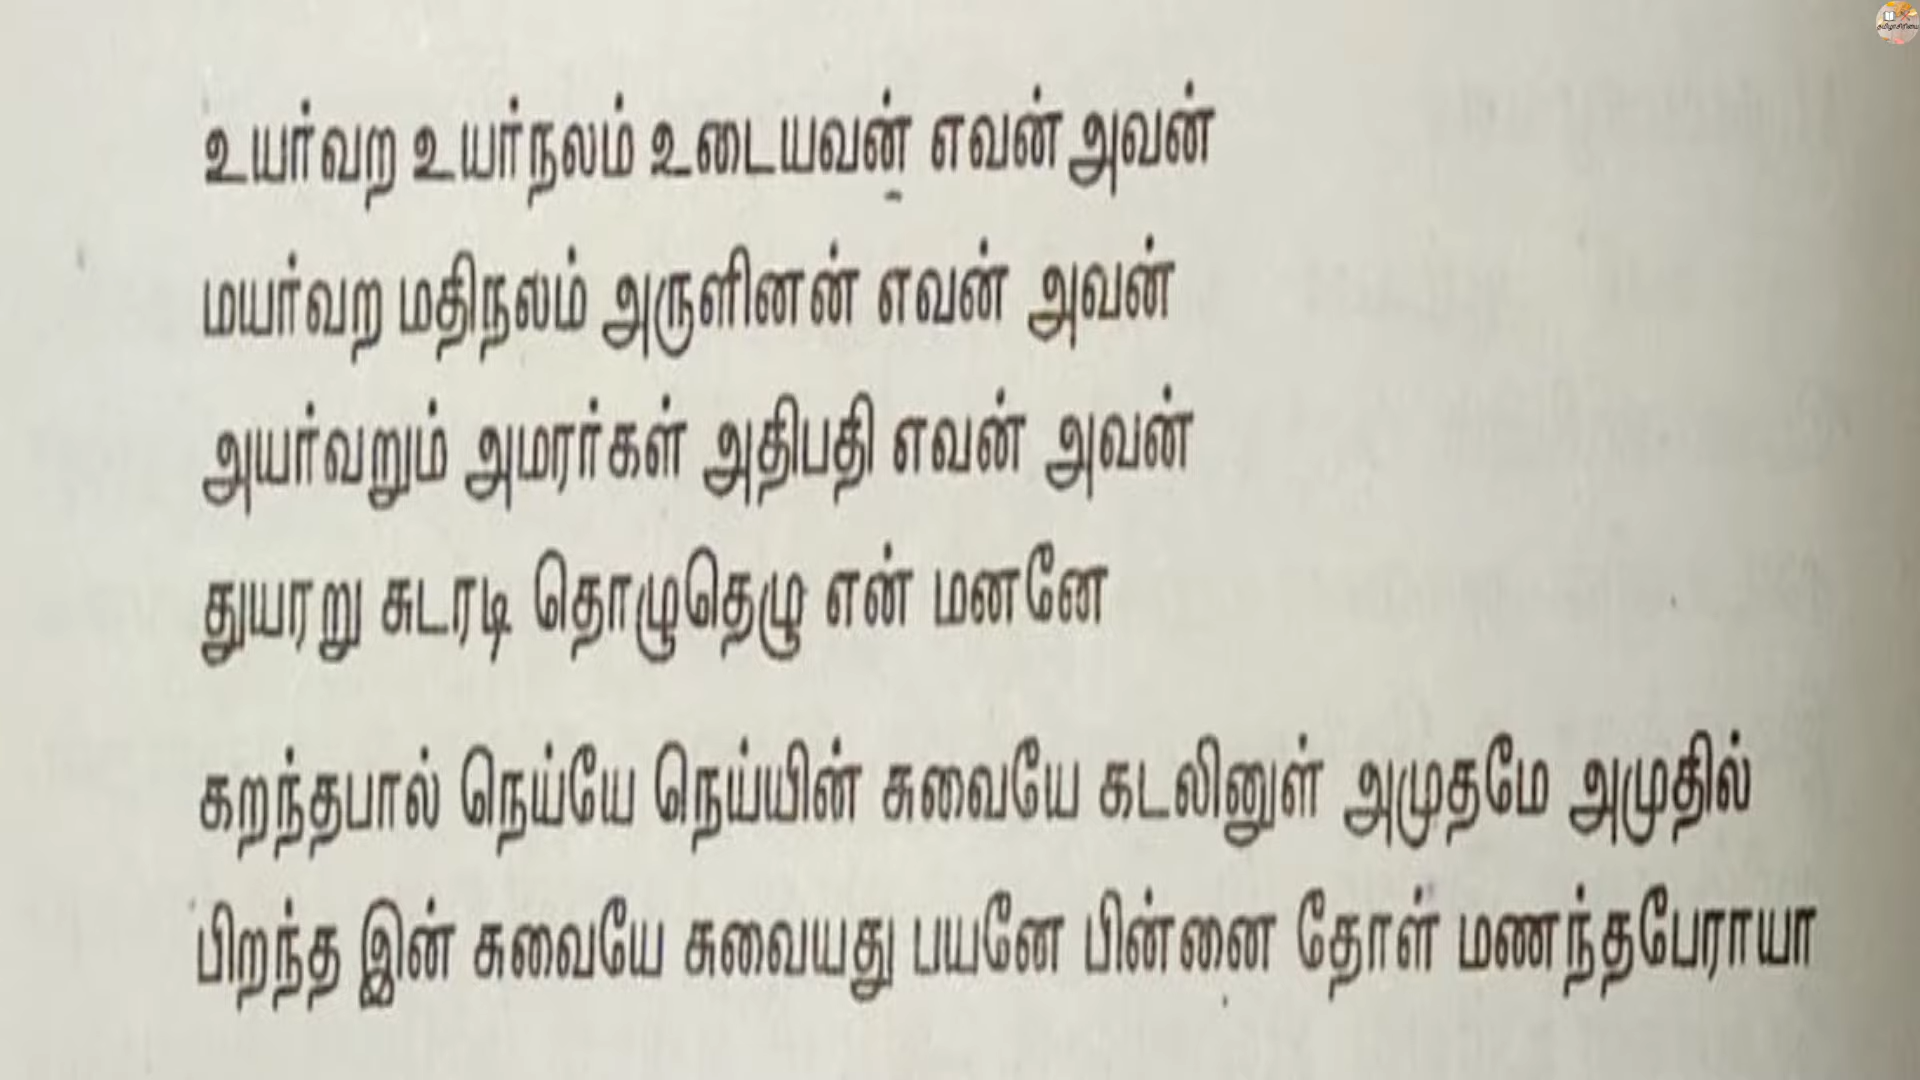 உயர்வற உயர்நலம் உடையவன் எவன் அவன்
மயர்வற மதிநலம் அருளினன் எவன் அவன்
அயர்வறும் அமரர்கள் அதிபதி எவன் அவன்
துயரறு சுடரடி தொழுதெழு என் மனனே
கறந்தபால் நெய்யே நெய்யின் சுவையே கடலினுள் அமுதமே அமுதில்
பிறந்த இன் சுவையே சுவையது பயனே பின்னை தோள் மணந்தபேராயா